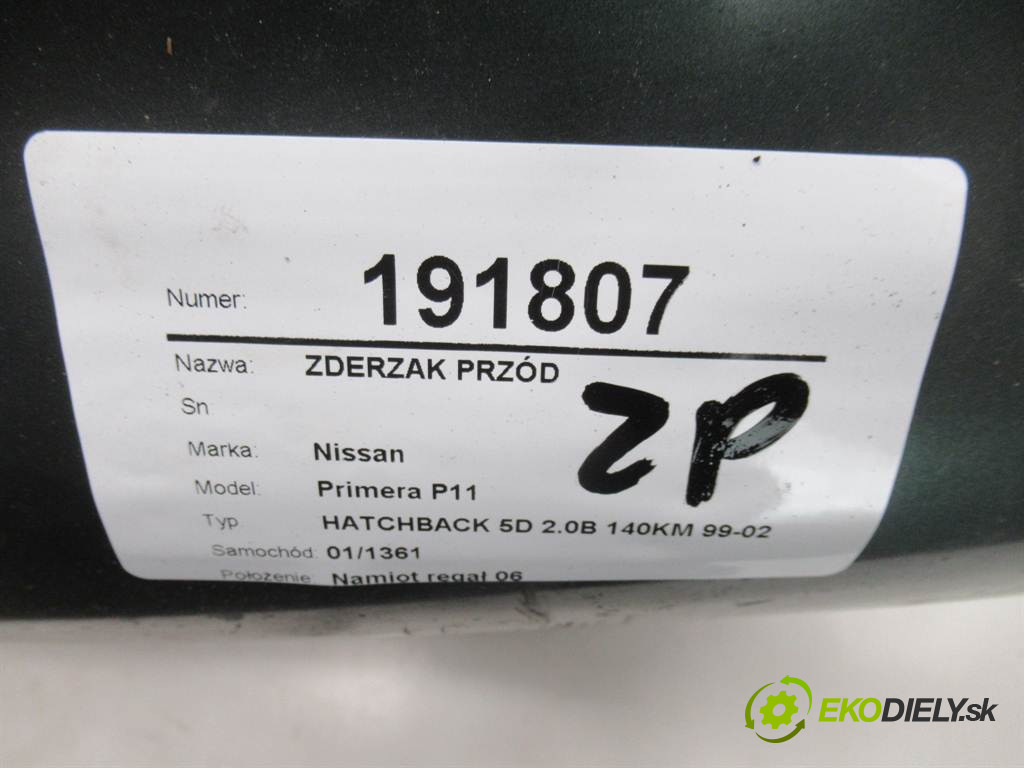 Numer: 191807
Nazwa: ZDERZAK PRZÓD
Sn
ZP
Marka: Nissan
Model: Primera P11
Typ HATCHBACK 5D 2.0B 140KM 99-02
Samochód: 01/1361
Położenie: Namiot regał 06
EKODIELY.sk